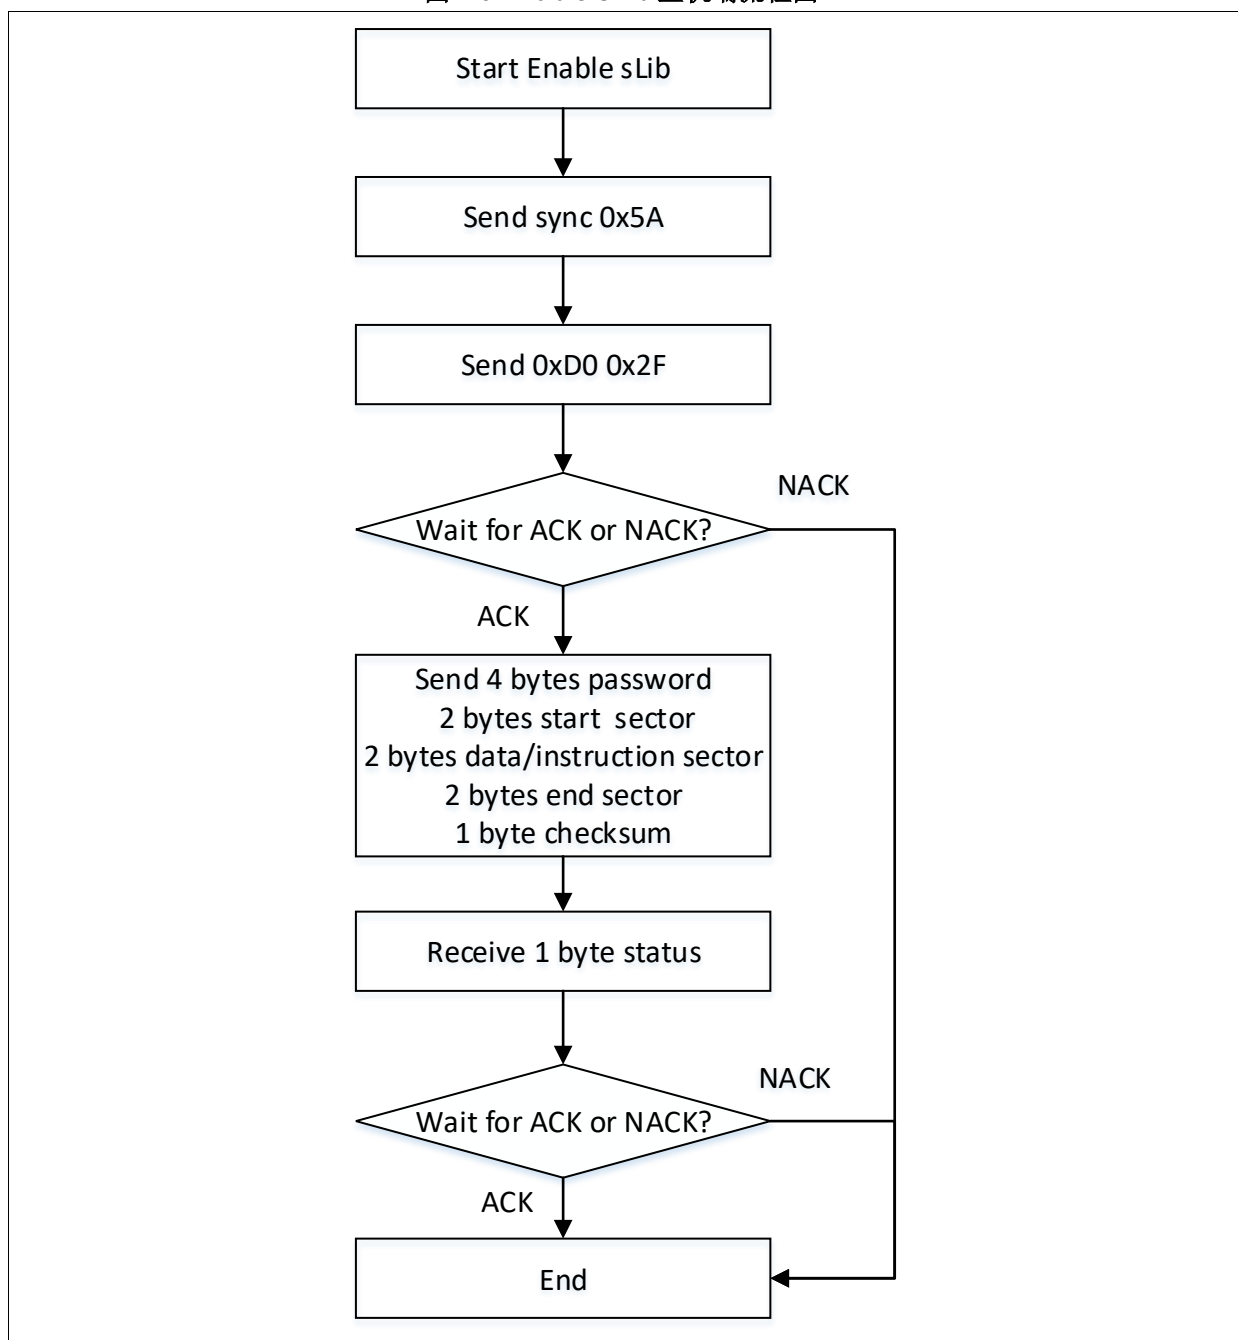 Start Enable sLib
Send sync 0x5A
Send 0xD0 0x2F
NACK
Wait for ACK or NACK?
ACK
Send 4 bytes password
2 bytes start sector
2 bytes data/instruction sector
2 bytes end sector
1 byte checksum
Receive 1 byte status
NACK
Wait for ACK or NACK?
ACK
End